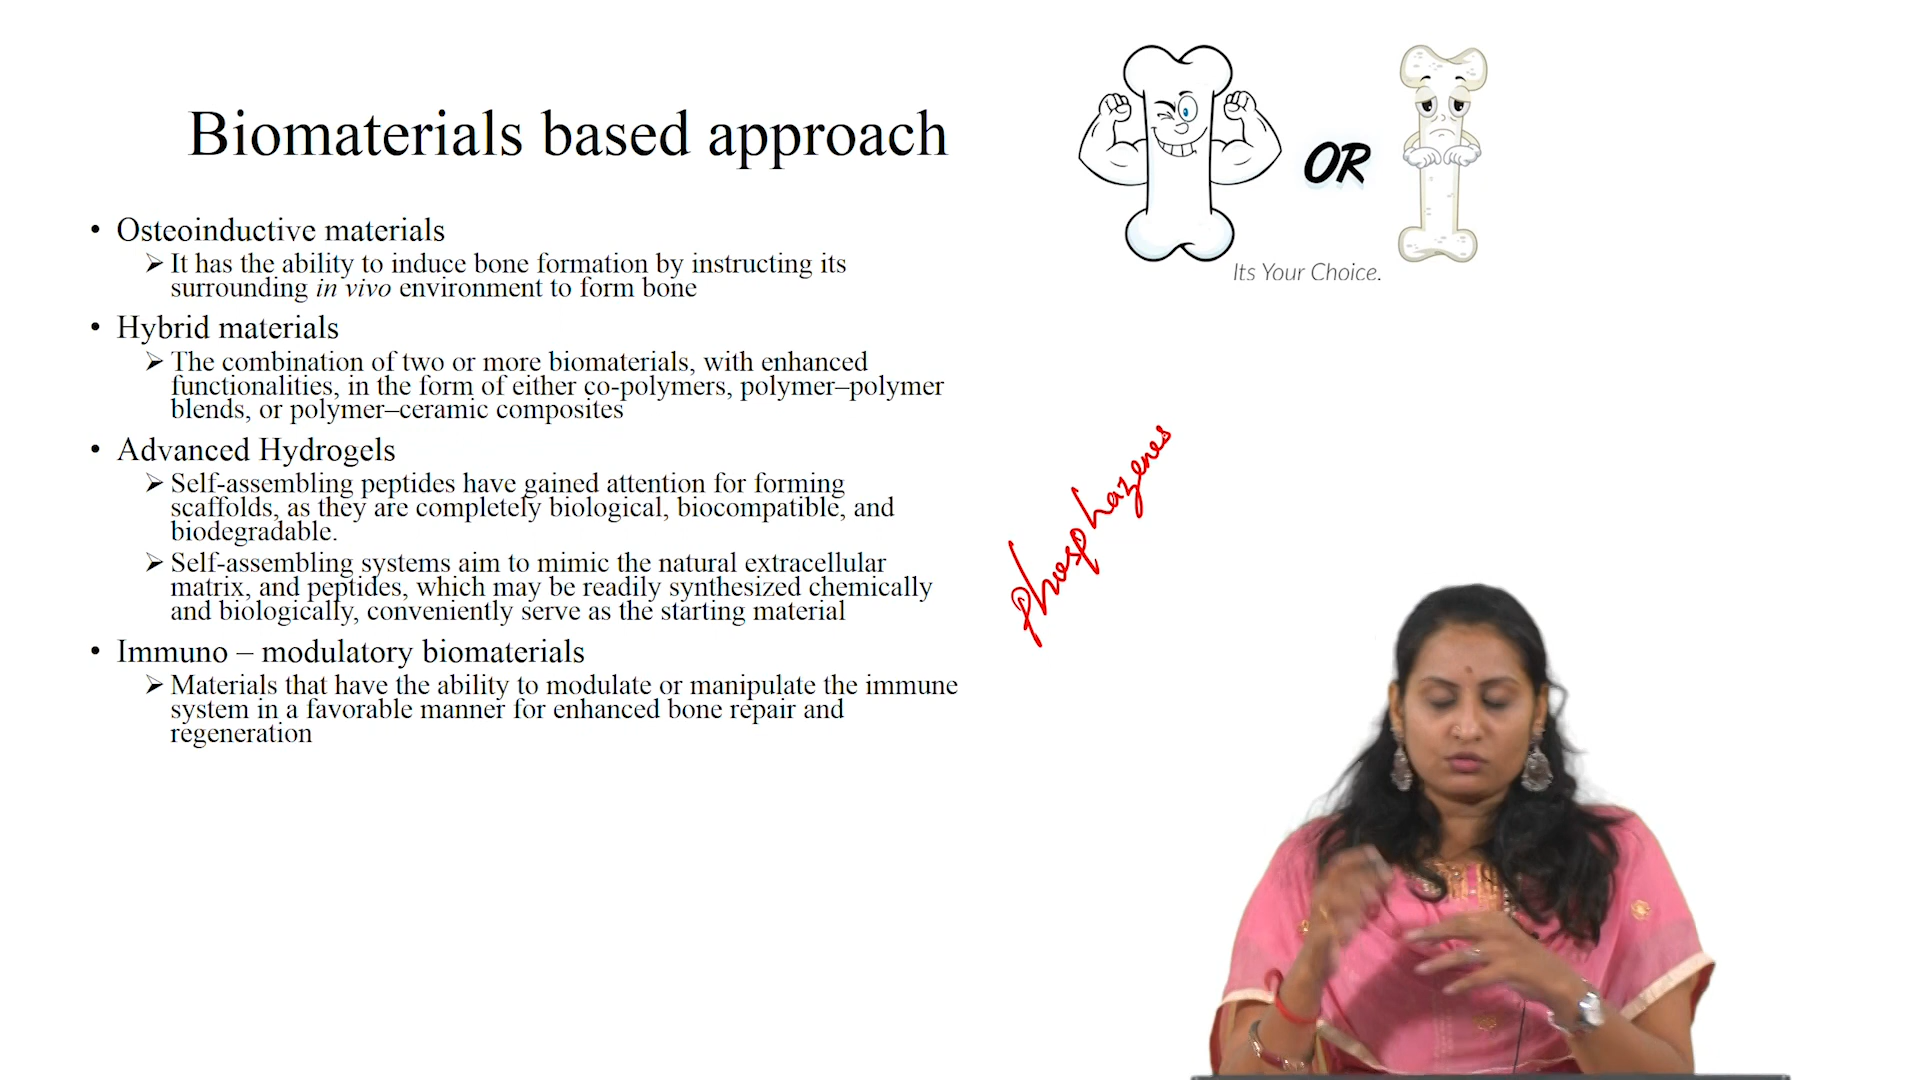 Biomaterials based approach
• Osteoinductive materials
➢ It has the ability to induce bone formation by instructing its
surrounding in vivo environment to form bone
• Hybrid materials
➢ The combination of two or more biomaterials, with enhanced
functionalities, in the form of either co-polymers, polymer–polymer
blends, or polymer–ceramic composites
• Advanced Hydrogels
➢ Self-assembling peptides have gained attention for forming
scaffolds, as they are completely biological, biocompatible, and
biodegradable.
➢ Self-assembling systems aim to mimic the natural extracellular
matrix, and peptides, which may be readily synthesized chemically
and biologically, conveniently serve as the starting material
• Immuno – modulatory biomaterials
➢ Materials that have the ability to modulate or manipulate the immune
system in a favorable manner for enhanced bone repair and
regeneration
OR
Its Your Choice.
phosphazenes